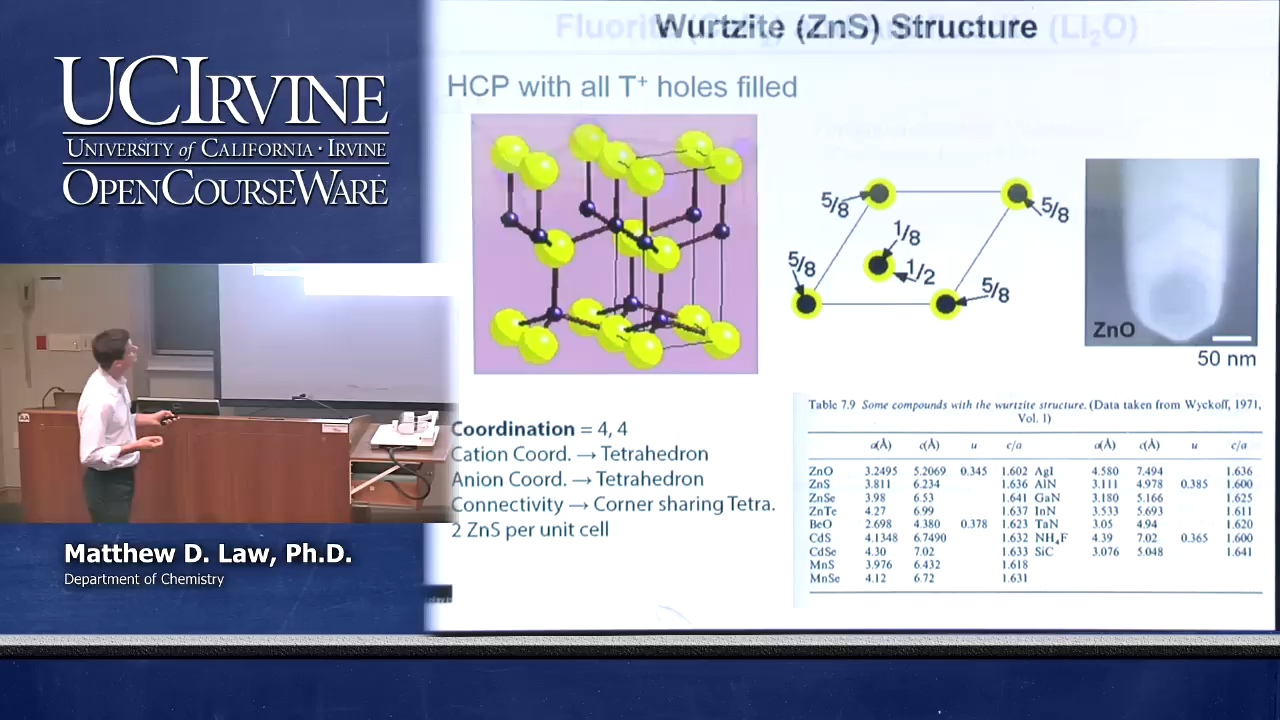 UCIRVINE
UNIVERSITY of CALIFORNIA · IRVINE
OPENCOURSEWARE
Matthew D. Law, Ph.D.
Department of Chemistry
Wurtzite (ZnS) Structure
Fluorit (Li₂O)
HCP with all T⁺ holes filled
5/8
5/8
1/8
1/2
5/8
5/8
ZnO
50 nm
Coordination = 4, 4
Cation Coord. → Tetrahedron
Anion Coord. → Tetrahedron
Connectivity → Corner sharing Tetra.
2 ZnS per unit cell
Table 7.9 Some compounds with the wurtzite structure. (Data taken from Wyckoff, 1971,
Vol. 1)
a(Å) c(Å) u c/a a(Å) c(Å) u c/a
ZnO 3.2495 5.2069 0.345 1.602 AgI 4.580 7.494 1.636
ZnS 3.811 6.234 1.636 AlN 3.111 4.978 0.385 1.600
ZnSe 3.98 6.53 1.641 GaN 3.180 5.166 1.625
ZnTe 4.27 6.99 1.637 InN 3.533 5.693 1.611
BeO 2.698 4.380 0.378 1.623 TaN 3.05 4.94 1.620
CdS 4.1348 6.7490 1.632 NH₄F 4.39 7.02 0.365 1.600
CdSe 4.30 7.02 1.633 SiC 3.076 5.048 1.641
MnS 3.976 6.432 1.618
MnSe 4.12 6.72 1.631